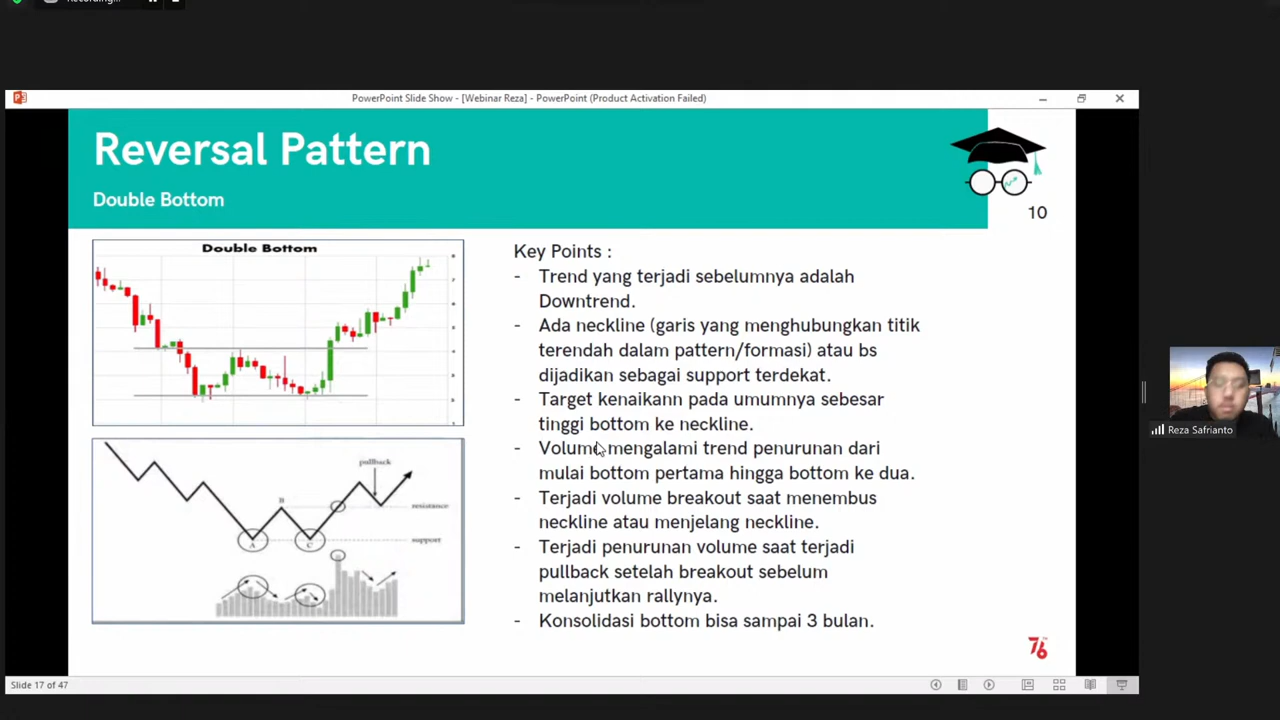 Recording...
PowerPoint Slide Show - [Webinar Reza] - PowerPoint (Product Activation Failed)
Reversal Pattern
Double Bottom
10
Double Bottom
pullback
B
resistance
A
C
support
Key Points :
- Trend yang terjadi sebelumnya adalah
Downtrend.
- Ada neckline (garis yang menghubungkan titik
terendah dalam pattern/formasi) atau bs
dijadikan sebagai support terdekat.
- Target kenaikann pada umumnya sebesar
tinggi bottom ke neckline.
- Volume mengalami trend penurunan dari
mulai bottom pertama hingga bottom ke dua.
- Terjadi volume breakout saat menembus
neckline atau menjelang neckline.
- Terjadi penurunan volume saat terjadi
pullback setelah breakout sebelum
melanjutkan rallynya.
- Konsolidasi bottom bisa sampai 3 bulan.
76
Reza Safrianto
Slide 17 of 47